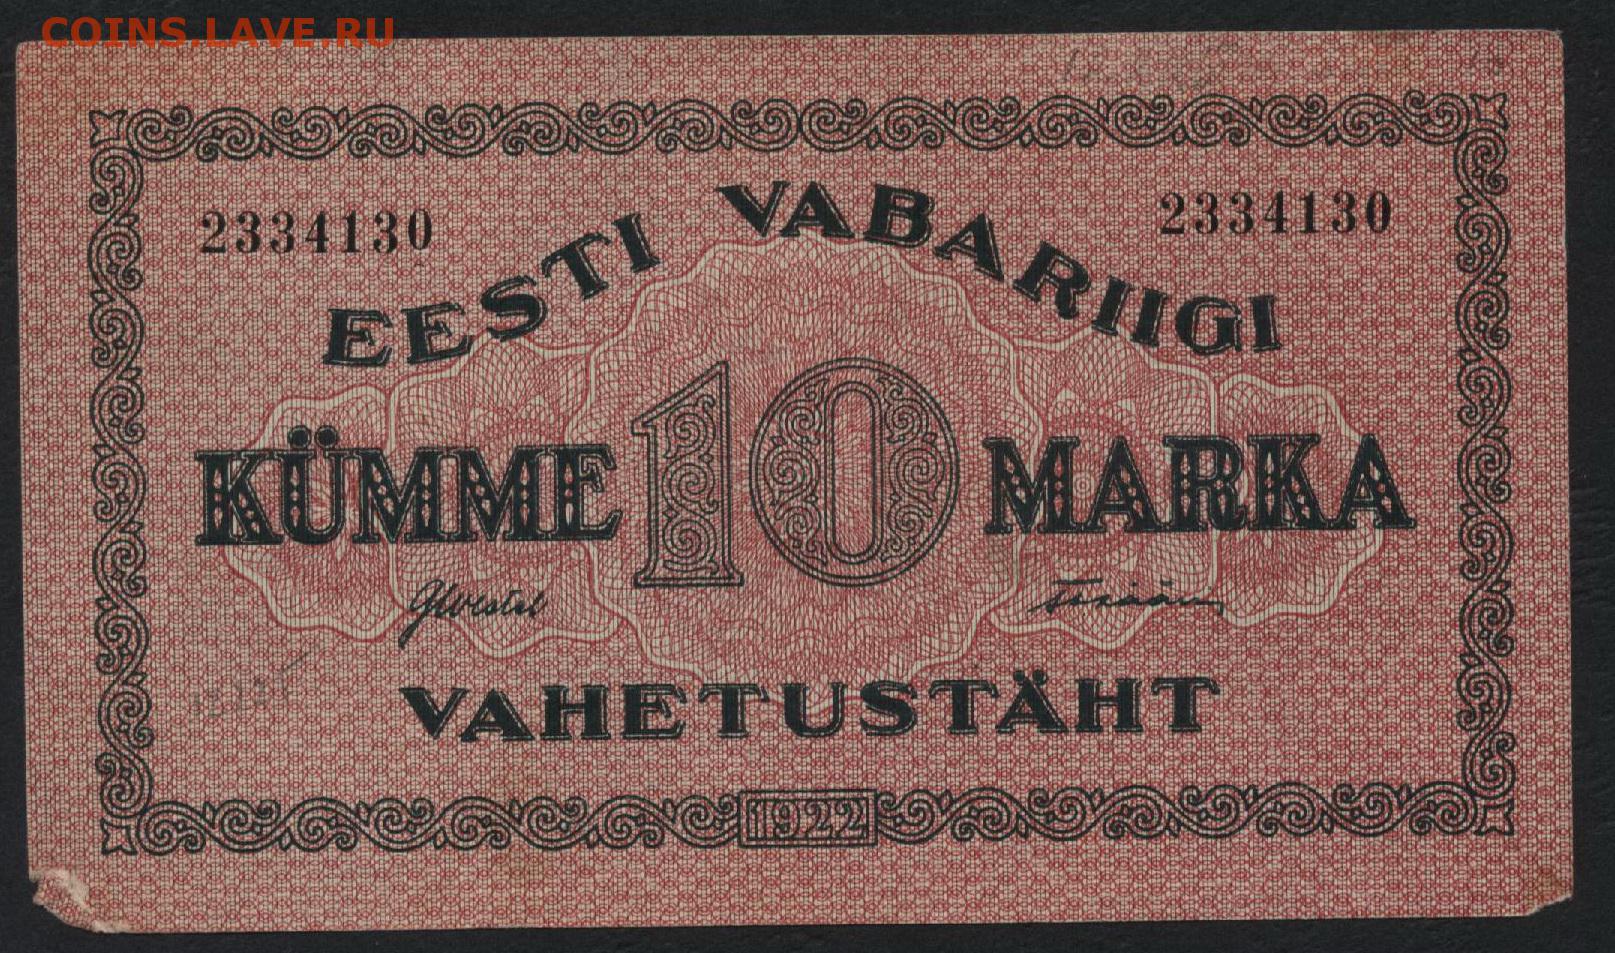 COINS.LAVE.RU
2334130 2334130
EESTI VABARIIGI
KÜMME 10 MARKA
VAHETUSTÄHT
1922